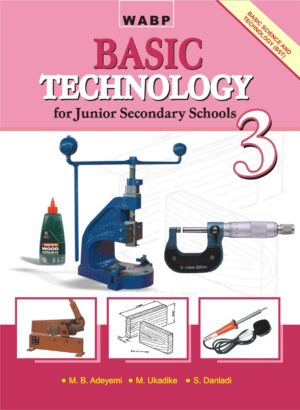 WABP
BASIC SCIENCE AND
TECHNOLOGY (BST)
BASIC
TECHNOLOGY
for Junior Secondary Schools
3
WOOD
• M. B. Adeyemi • M. Ukadike • S. Danladi